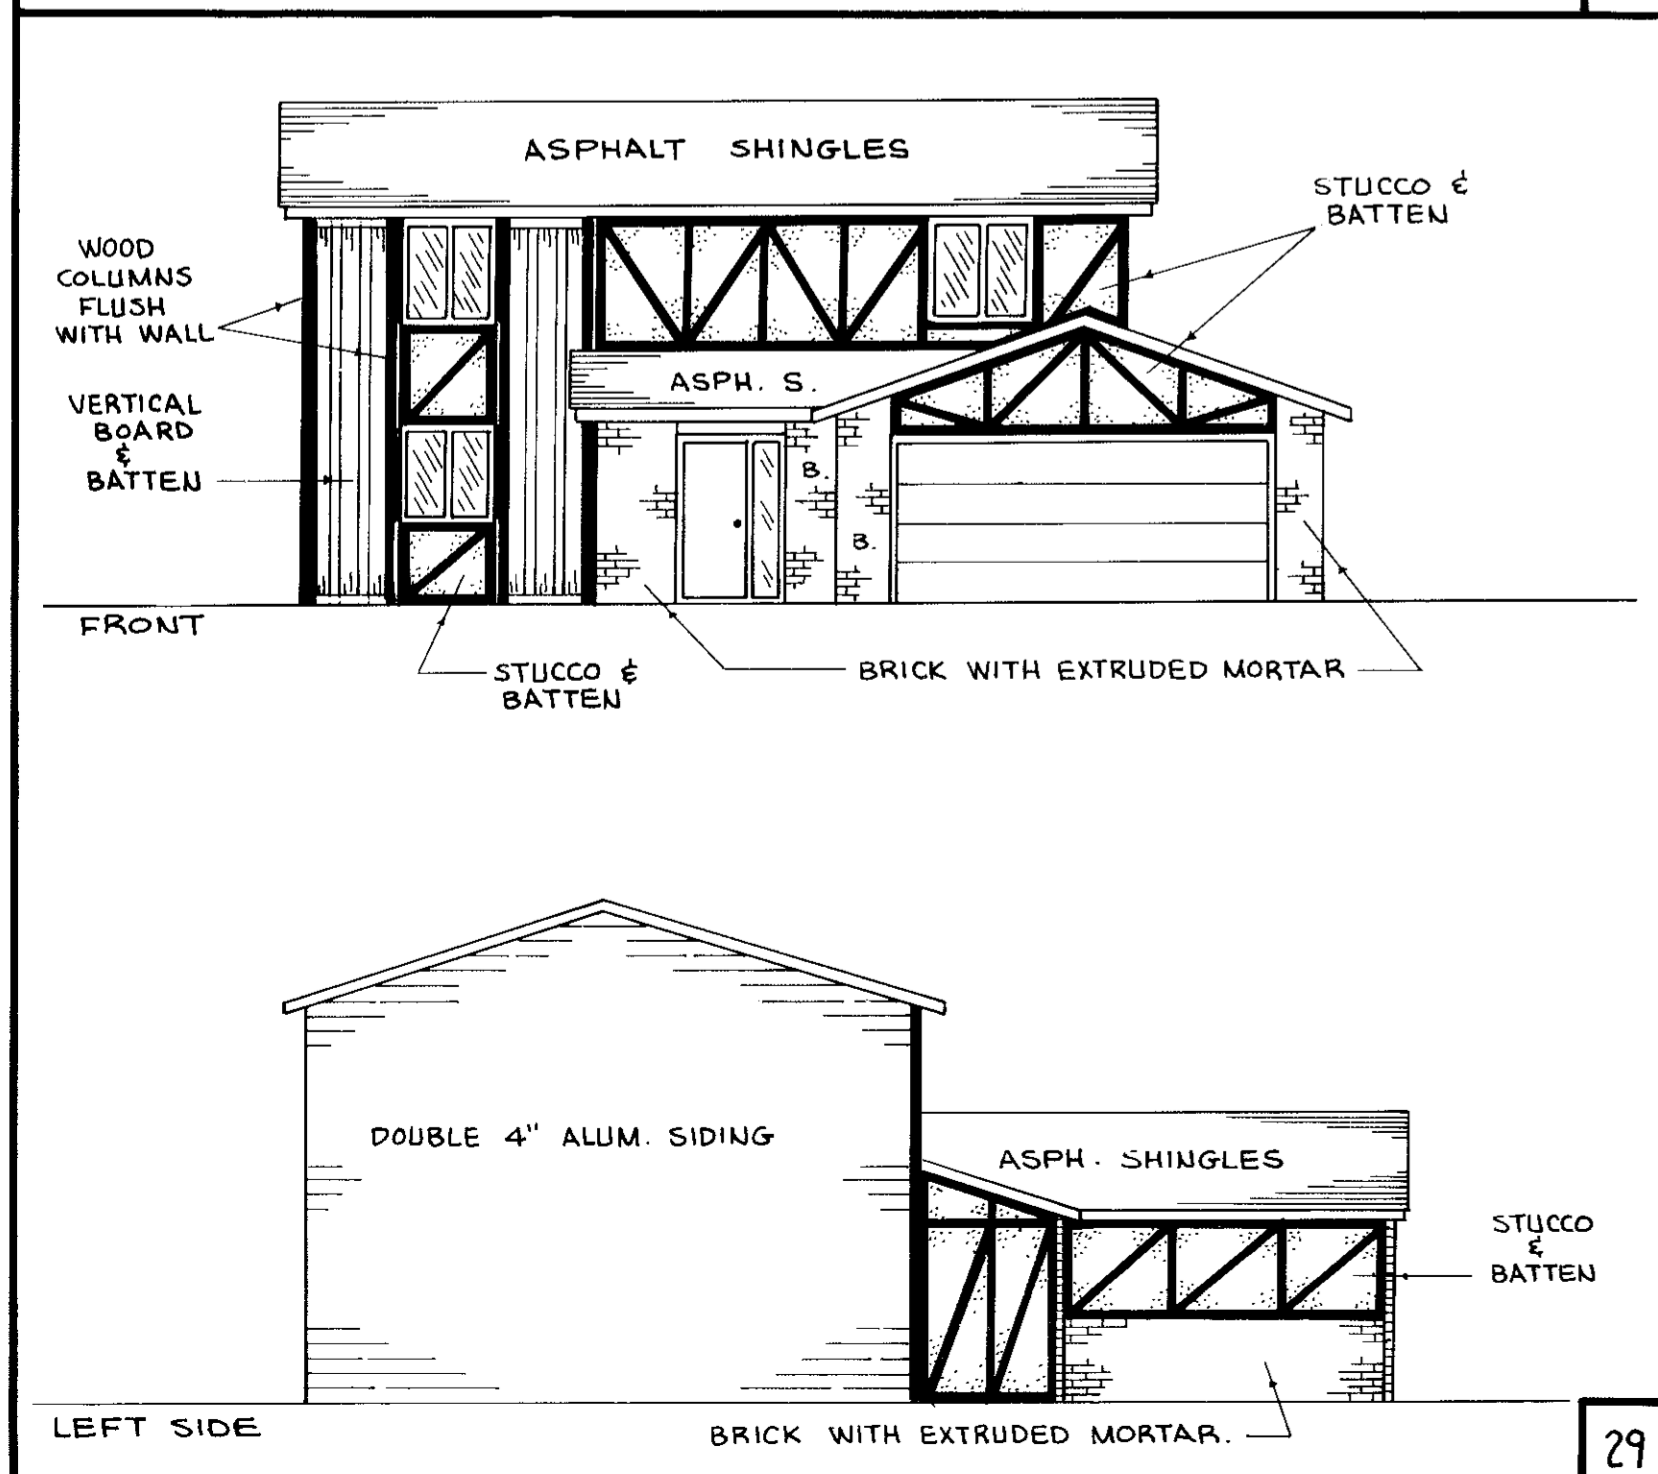 ASPHALT SHINGLES
STUCCO &
BATTEN
WOOD
COLUMNS
FLUSH
WITH WALL
VERTICAL
BOARD
&
BATTEN
ASPH. S.
B.
B.
FRONT
STUCCO &
BATTEN
BRICK WITH EXTRUDED MORTAR
DOUBLE 4" ALUM. SIDING
ASPH. SHINGLES
STUCCO
&
BATTEN
LEFT SIDE
BRICK WITH EXTRUDED MORTAR.
29